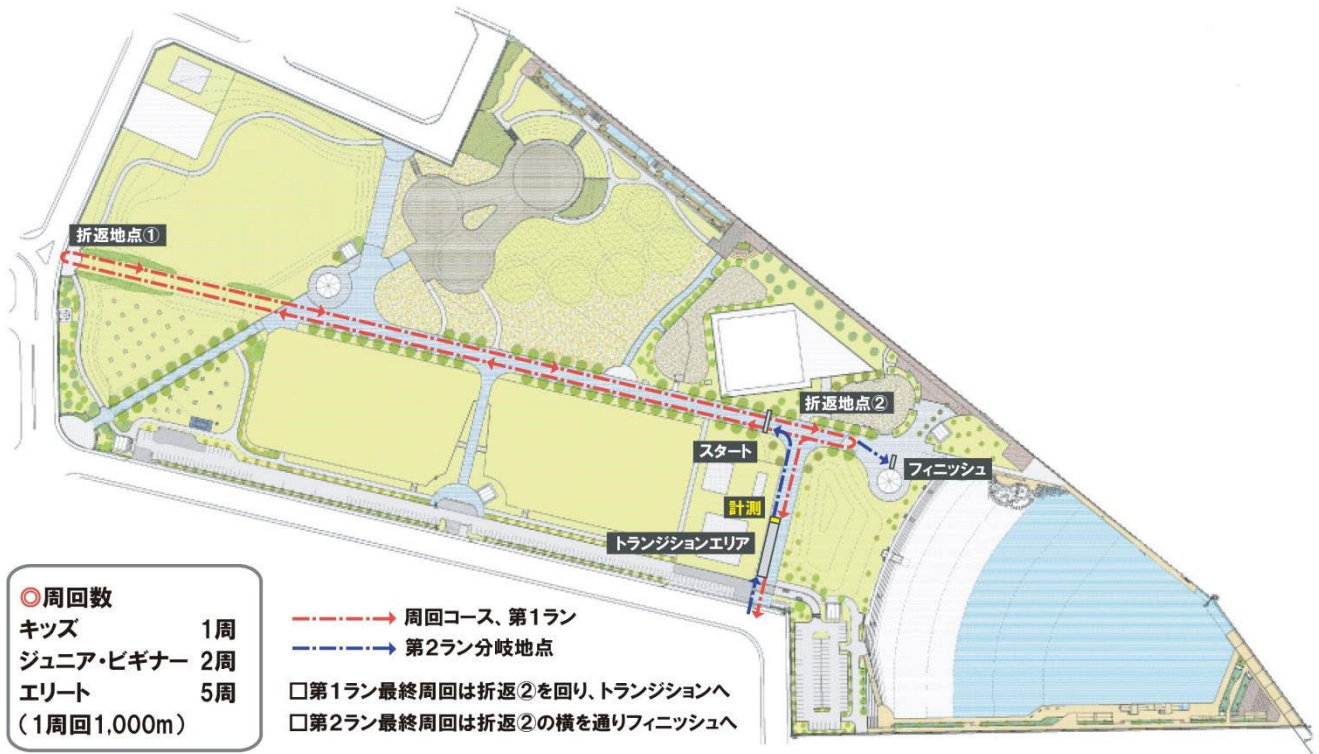 折返地点①
折返地点②
スタート
フィニッシュ
計測
トランジションエリア
◎周回数
キッズ 1周
ジュニア・ビギナー 2周
エリート 5周
(1周回1,000m)
周回コース、第1ラン
第2ラン分岐地点
□第1ラン最終周回は折返②を回り、トランジションへ
□第2ラン最終周回は折返②の横を通りフィニッシュへ